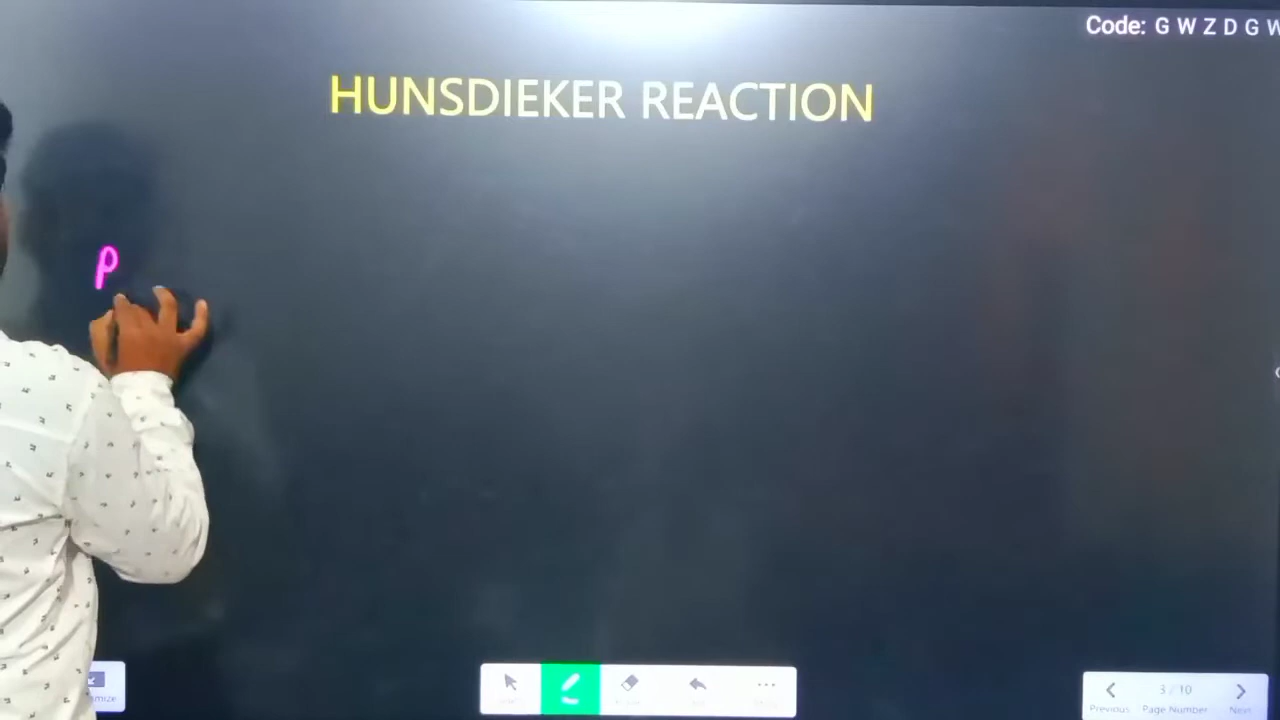 Code: G W Z D G W
HUNSDIEKER REACTION
P
3 / 10
Previous Page Number Next